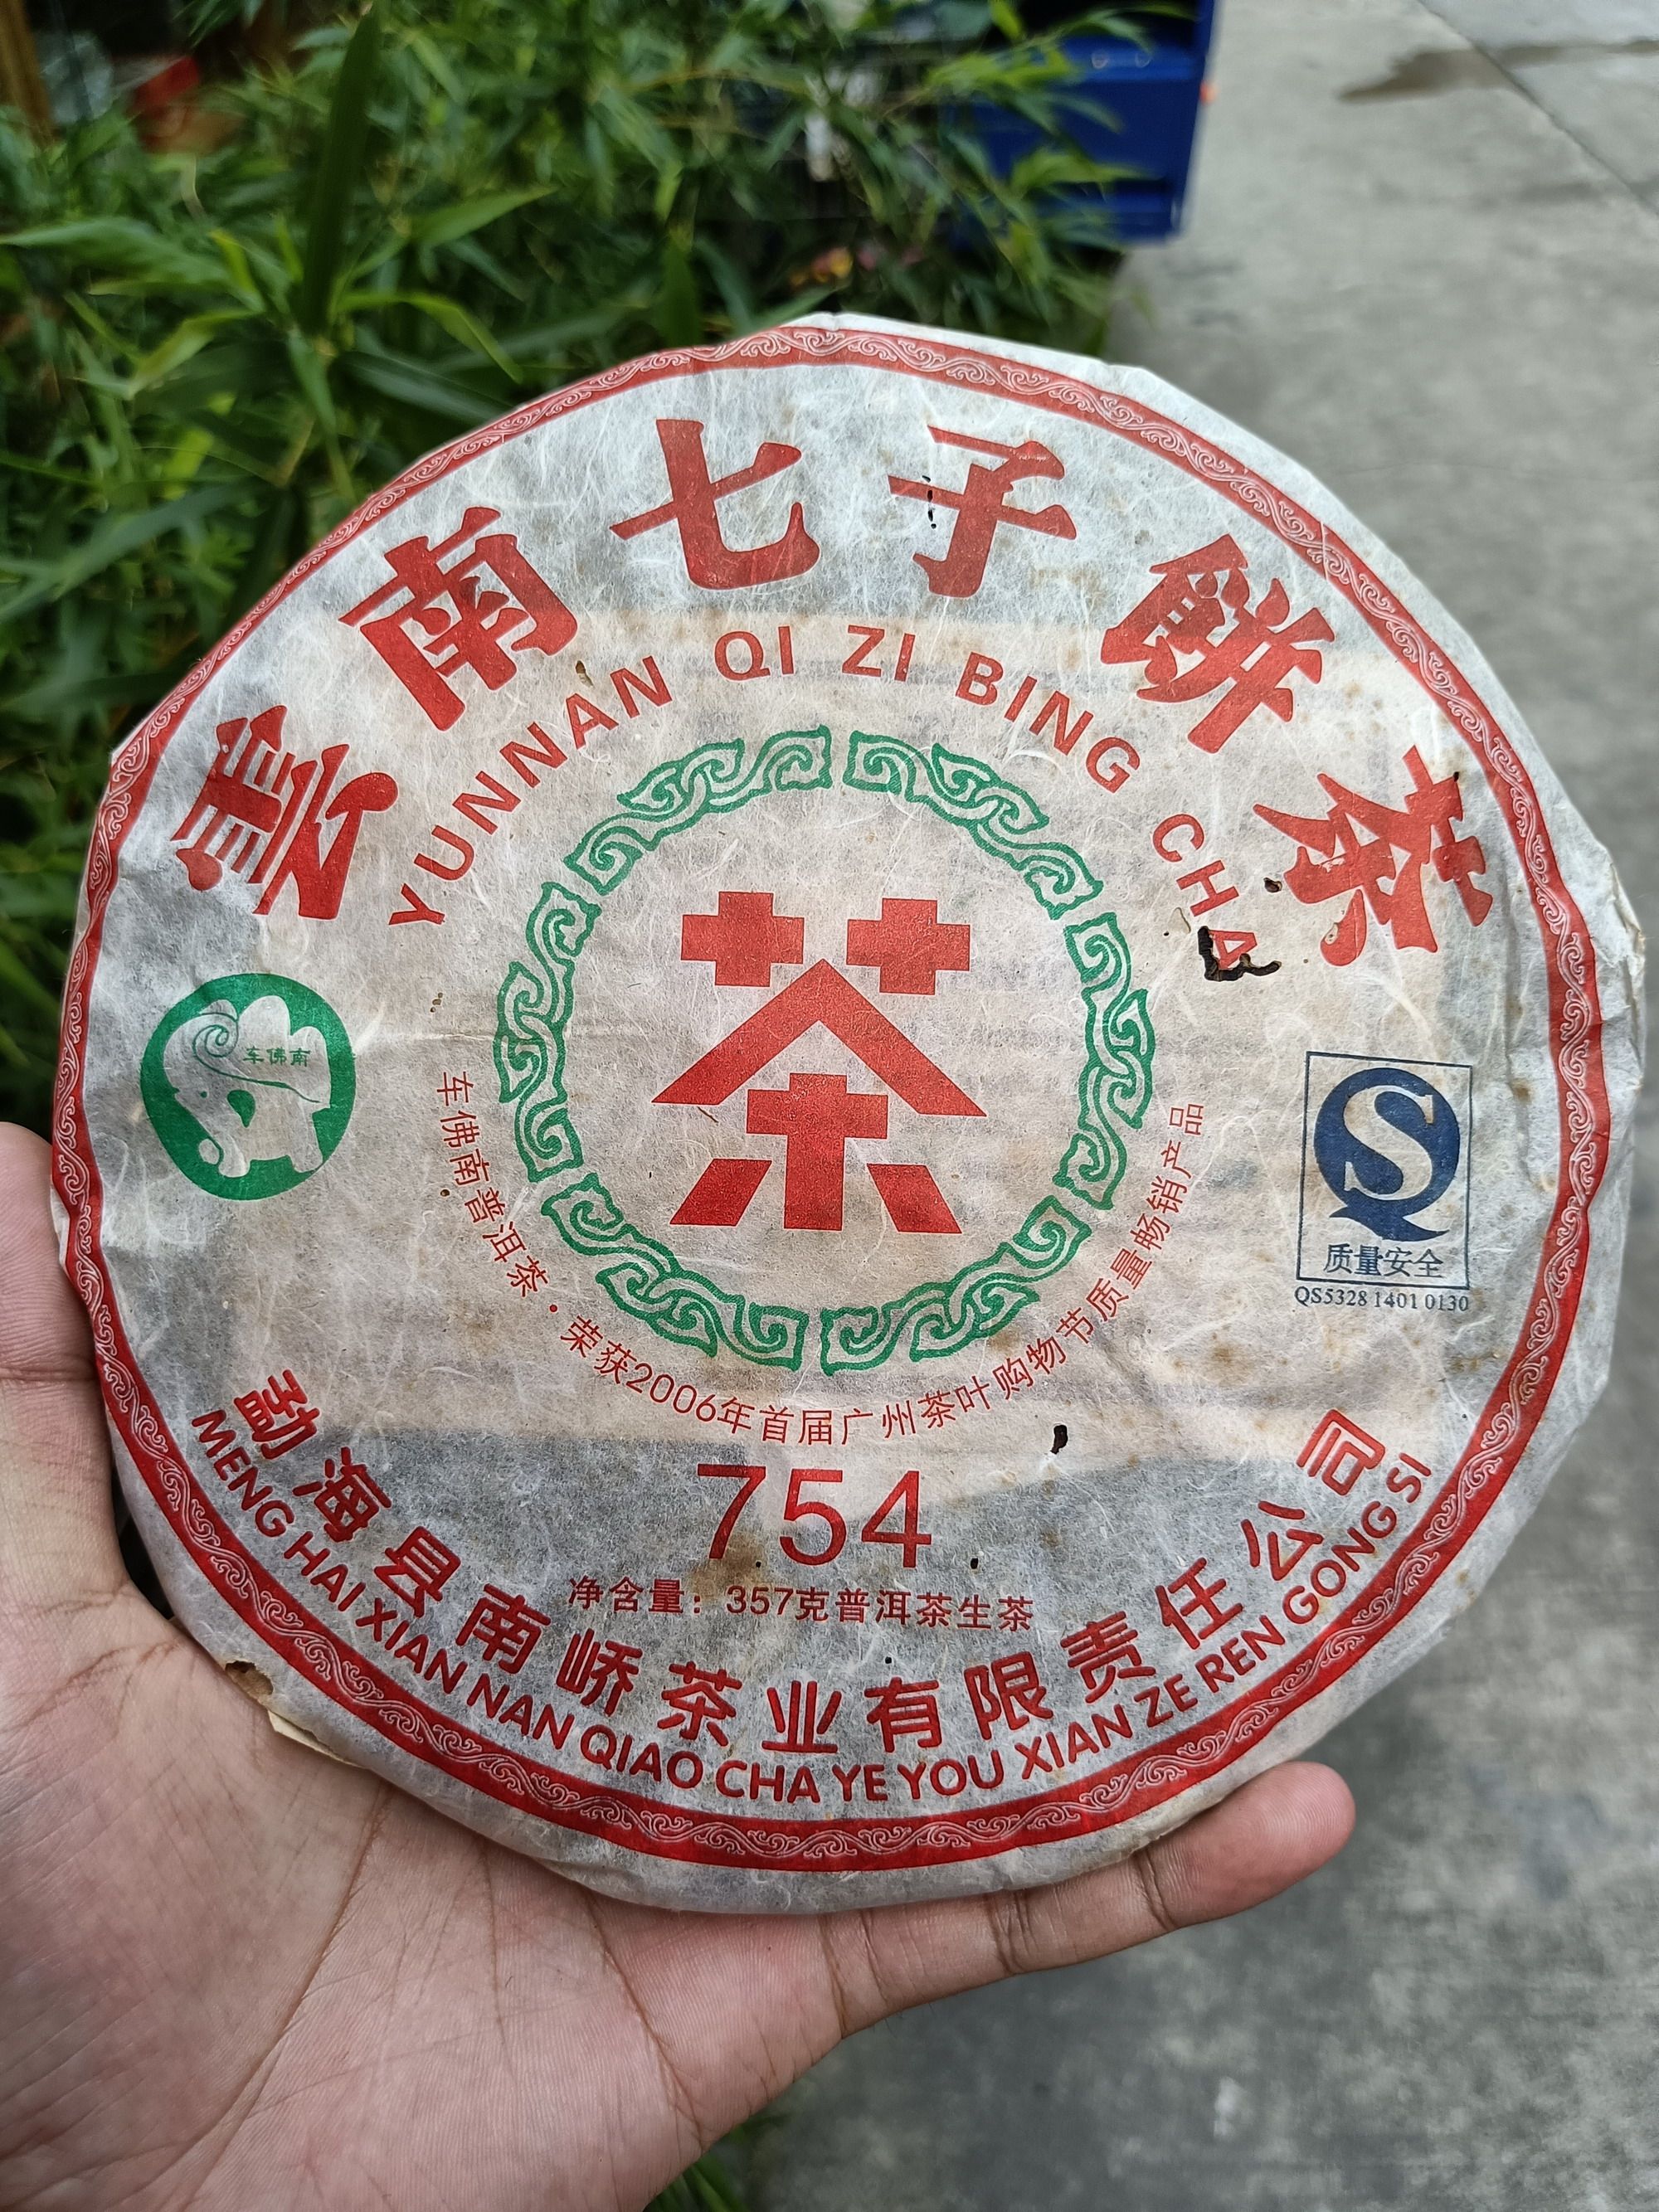 雲南七子餅茶
YUNNAN QI ZI BING CHA
茶
车佛南
车佛南普洱茶·荣获2006年首届广州茶叶购物节质量畅销产品
质量安全
QS5328 1401 0130
754
净含量：357克普洱茶生茶
勐海县南峤茶业有限责任公司
MENG HAI XIAN NAN QIAO CHA YE YOU XIAN ZE REN GONG SI